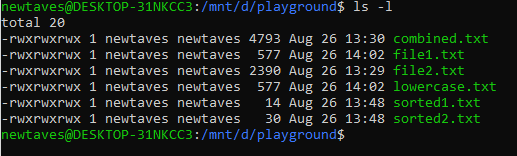 newtaves@DESKTOP-31NKCC3:/mnt/d/playground$ ls -l
total 20
-rwxrwxrwx 1 newtaves newtaves 4793 Aug 26 13:30 combined.txt
-rwxrwxrwx 1 newtaves newtaves  577 Aug 26 14:02 file1.txt
-rwxrwxrwx 1 newtaves newtaves 2390 Aug 26 13:29 file2.txt
-rwxrwxrwx 1 newtaves newtaves  577 Aug 26 14:02 lowercase.txt
-rwxrwxrwx 1 newtaves newtaves   14 Aug 26 13:48 sorted1.txt
-rwxrwxrwx 1 newtaves newtaves   30 Aug 26 13:48 sorted2.txt
newtaves@DESKTOP-31NKCC3:/mnt/d/playground$